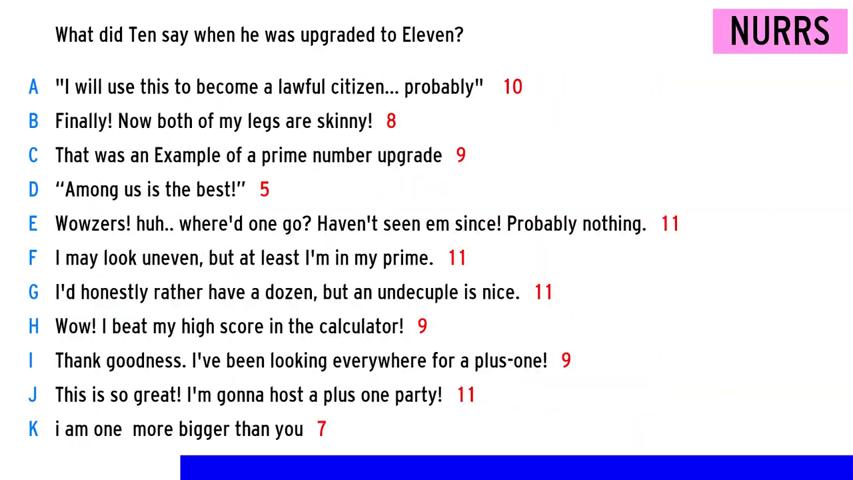 What did Ten say when he was upgraded to Eleven?
NURRS
A "I will use this to become a lawful citizen... probably" 10
B Finally! Now both of my legs are skinny! 8
C That was an Example of a prime number upgrade 9
D “Among us is the best!” 5
E Wowzers! huh.. where'd one go? Haven't seen em since! Probably nothing. 11
F I may look uneven, but at least I'm in my prime. 11
G I'd honestly rather have a dozen, but an undecuple is nice. 11
H Wow! I beat my high score in the calculator! 9
I Thank goodness. I've been looking everywhere for a plus-one! 9
J This is so great! I'm gonna host a plus one party! 11
K i am one  more bigger than you 7